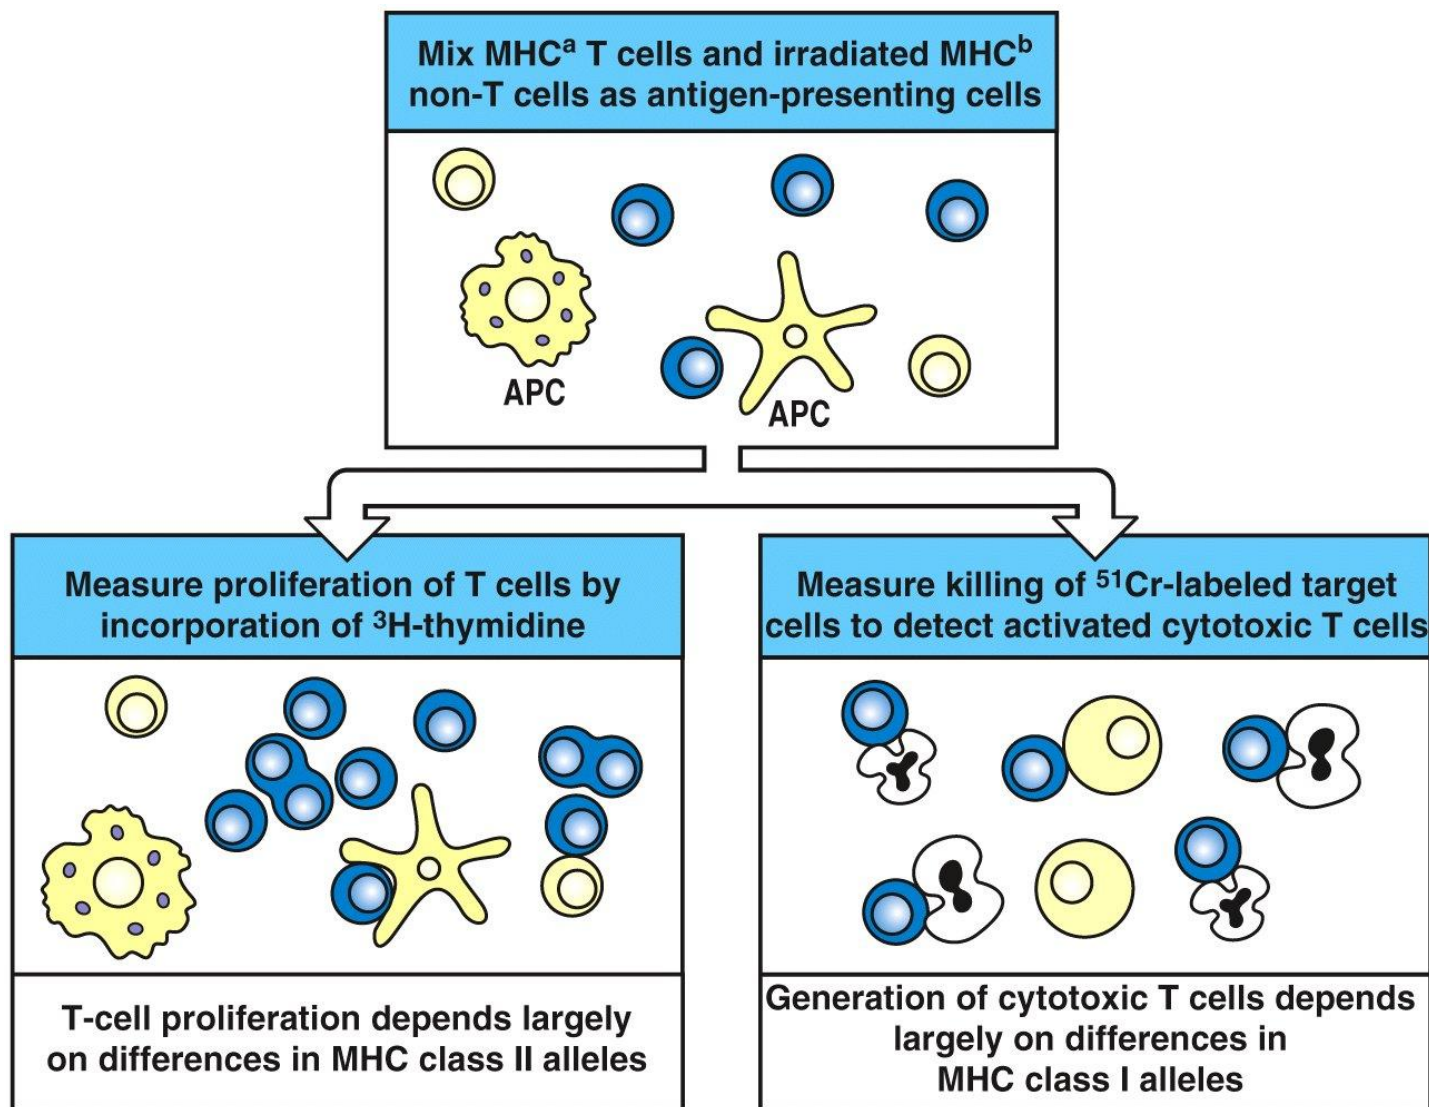 Mix MHCᵃ T cells and irradiated MHCᵇ
non-T cells as antigen-presenting cells
APC
APC
Measure proliferation of T cells by
incorporation of ³H-thymidine
T-cell proliferation depends largely
on differences in MHC class II alleles
Measure killing of ⁵¹Cr-labeled target
cells to detect activated cytotoxic T cells
Generation of cytotoxic T cells depends
largely on differences in
MHC class I alleles